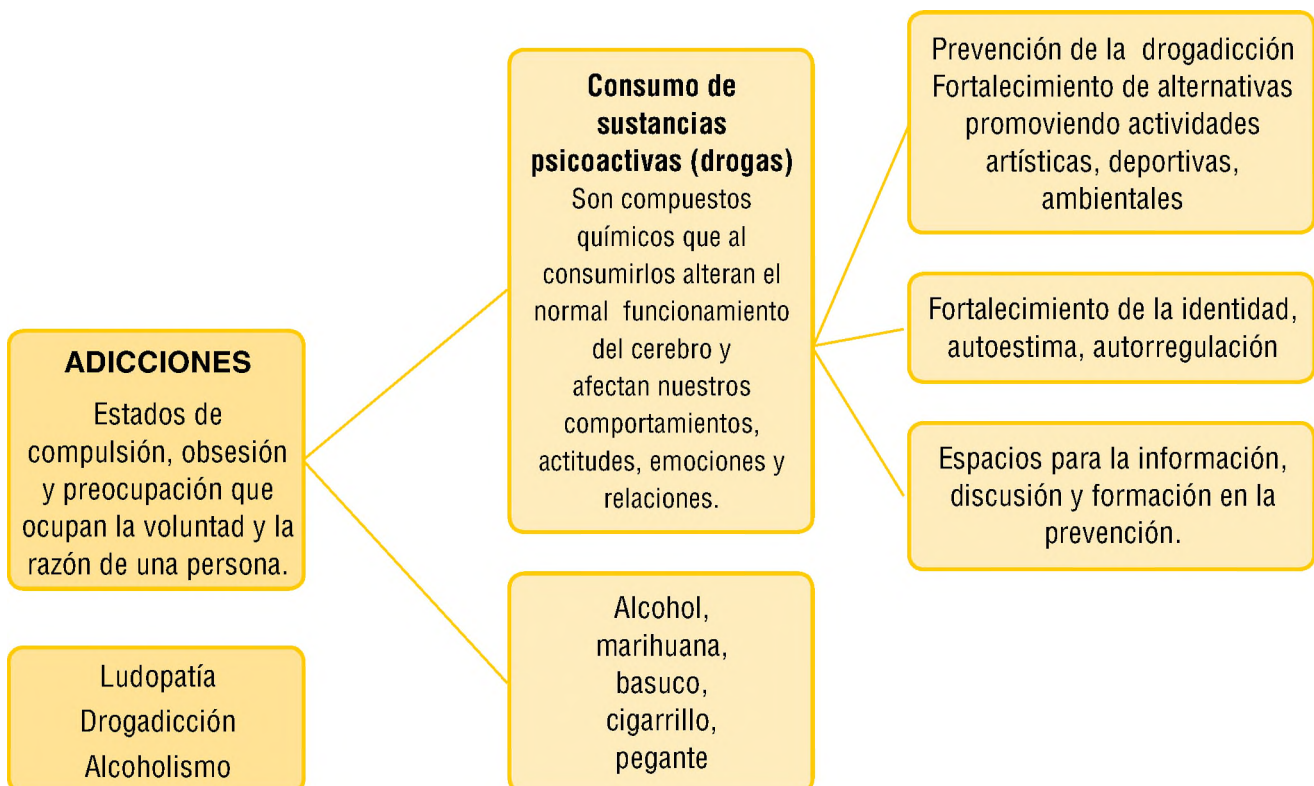 ADICCIONES
Estados de
compulsión, obsesión
y preocupación que
ocupan la voluntad y la
razón de una persona.
Ludopatía
Drogadicción
Alcoholismo
Consumo de
sustancias
psicoactivas (drogas)
Son compuestos
químicos que al
consumirlos alteran el
normal funcionamiento
del cerebro y
afectan nuestros
comportamientos,
actitudes, emociones y
relaciones.
Alcohol,
marihuana,
basuco,
cigarrillo,
pegante
Prevención de la drogadicción
Fortalecimiento de alternativas
promoviendo actividades
artísticas, deportivas,
ambientales
Fortalecimiento de la identidad,
autoestima, autorregulación
Espacios para la información,
discusión y formación en la
prevención.